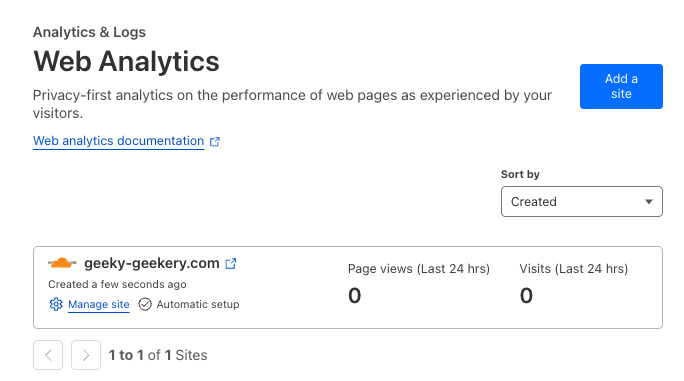 Analytics & Logs
Web Analytics
Privacy-first analytics on the performance of web pages as experienced by your
visitors.
Add a
site
Web analytics documentation
Sort by
Created
geeky-geekery.com
Created a few seconds ago
Manage site Automatic setup
Page views (Last 24 hrs)
0
Visits (Last 24 hrs)
0
1 to 1 of 1 Sites